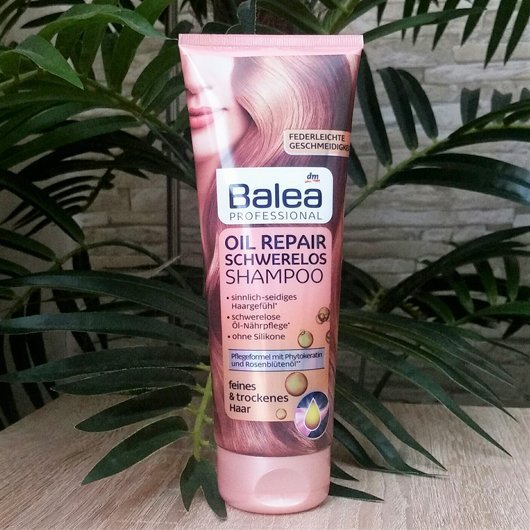 FEDERLEICHTE
GESCHMEIDIGKEIT
dm
Balea
PROFESSIONAL
OIL REPAIR
SCHWERELOS
SHAMPOO
• sinnlich-seidiges
Haargefühl*
• schwerelose
Öl-Nährpflege*
• ohne Silikone
Pflegeformel mit Phytokeratin
und Rosenblütenöl**
feines
& trockenes
Haar